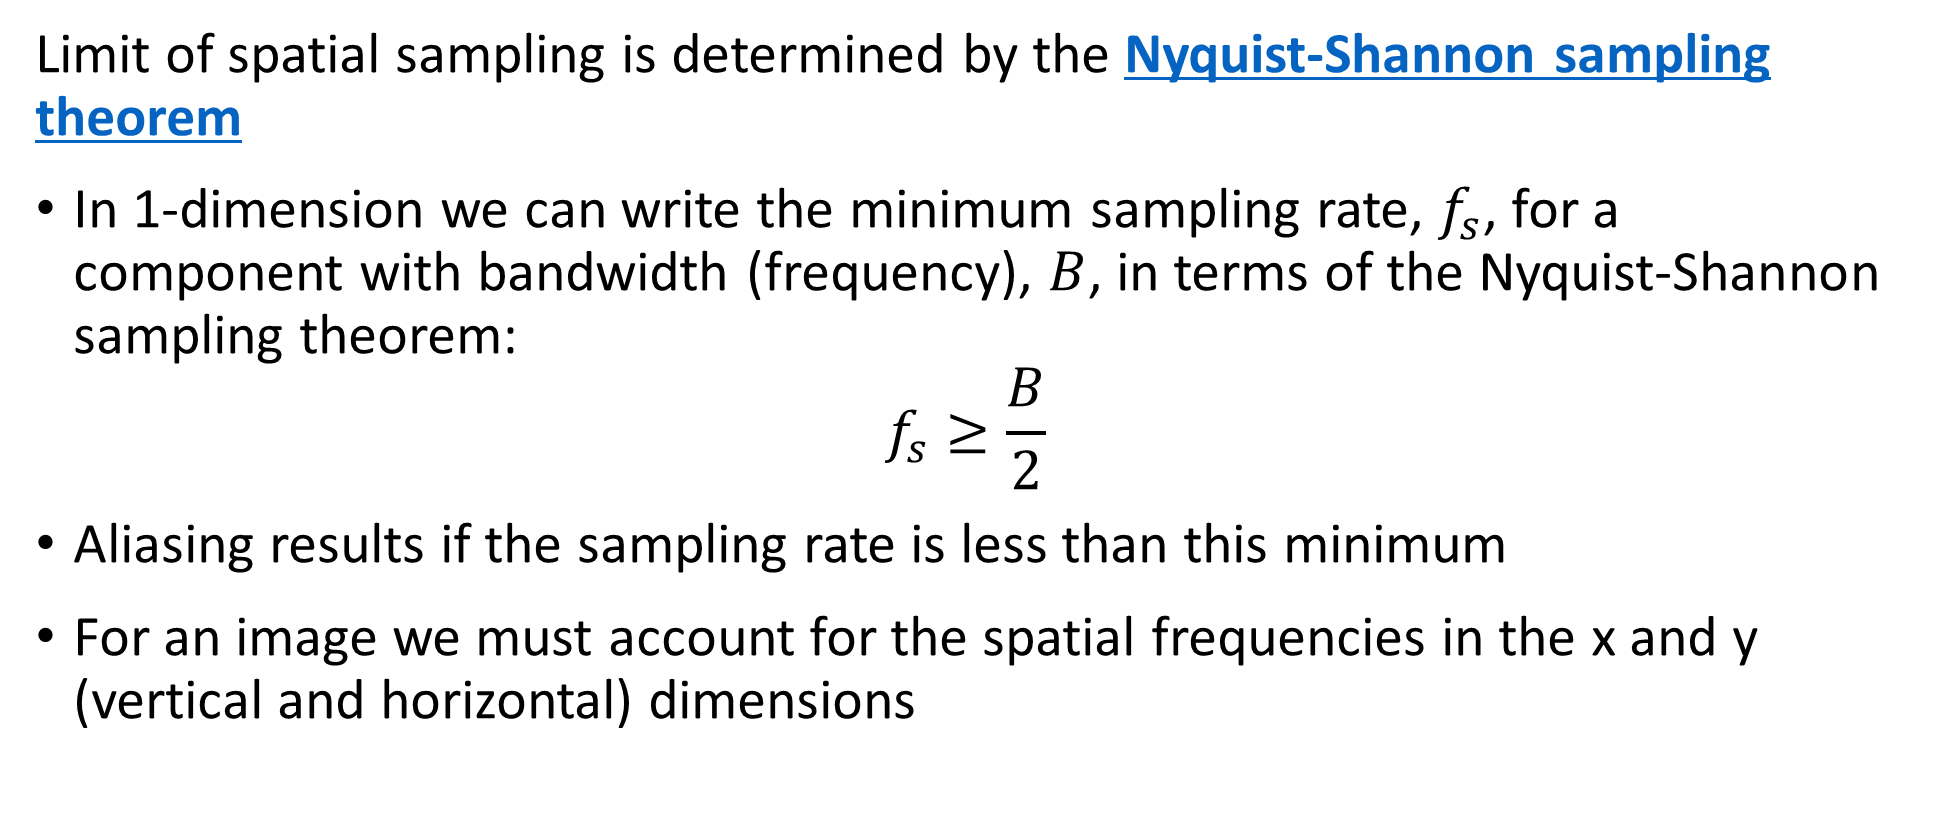 Limit of spatial sampling is determined by the Nyquist-Shannon sampling
theorem
• In 1-dimension we can write the minimum sampling rate, fₛ, for a
component with bandwidth (frequency), B, in terms of the Nyquist-Shannon
sampling theorem:
fₛ ≥ B/2
• Aliasing results if the sampling rate is less than this minimum
• For an image we must account for the spatial frequencies in the x and y
(vertical and horizontal) dimensions